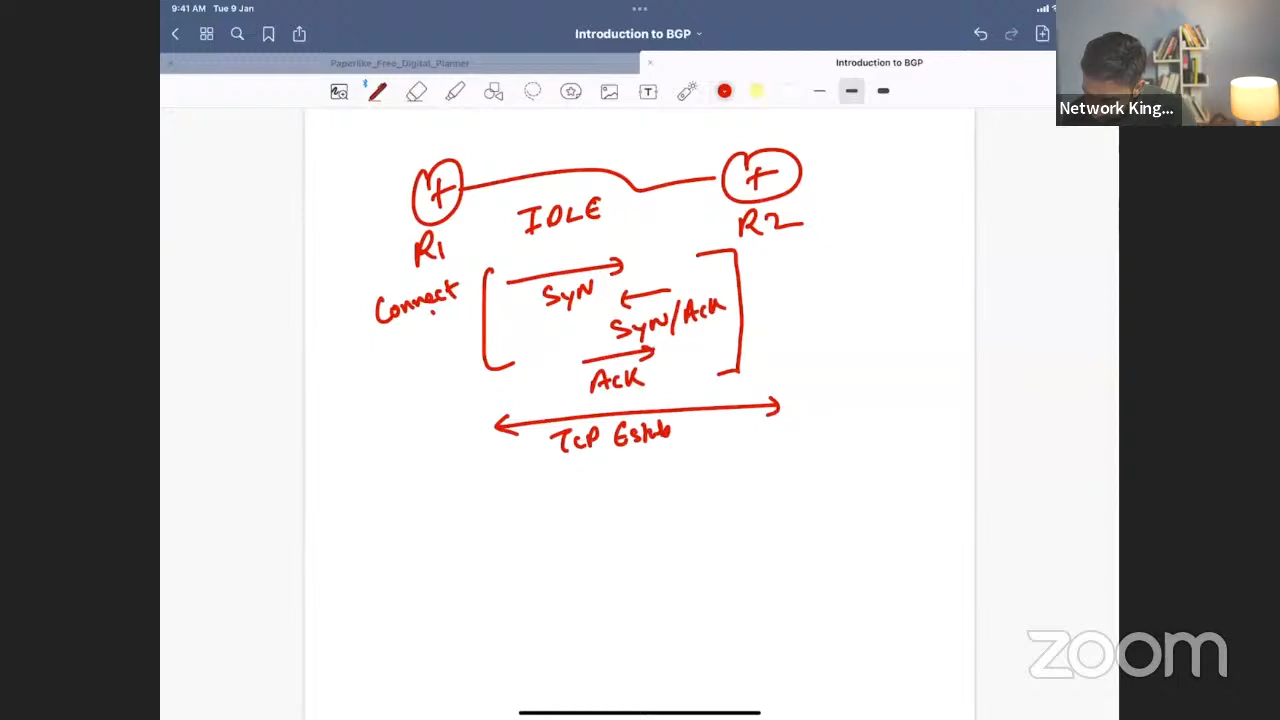 9:41 AM Tue 9 Jan
Introduction to BGP
Paperlike_Free_Digital_Planner
Introduction to BGP
T
Network King...
IDLE
R1
R2
Connect
SyN
SyN/Ack
Ack
TCP Estab
zoom